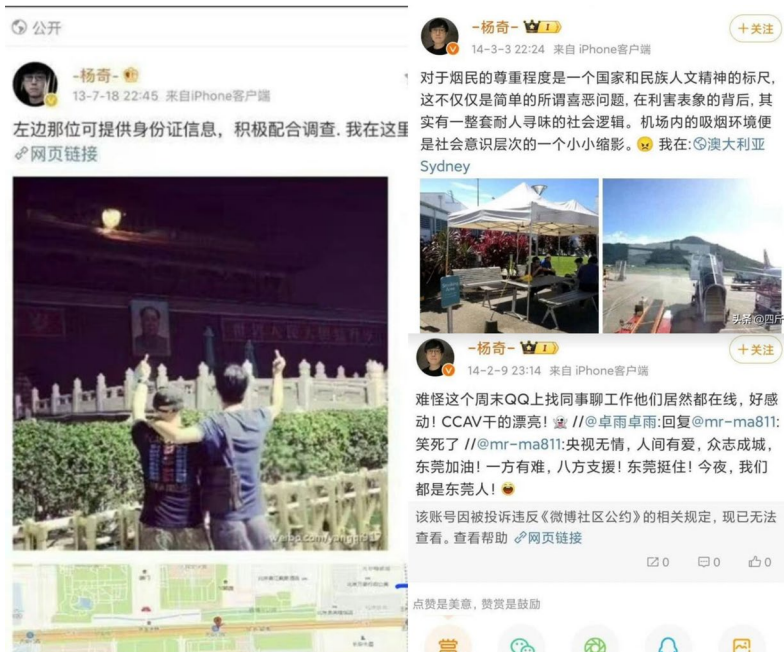 公开
-杨奇-
13-7-18 22:45 来自iPhone客户端
左边那位可提供身份证信息，积极配合调查. 我在这里
网页链接
-杨奇- 1
+关注
14-3-3 22:24 来自 iPhone客户端
对于烟民的尊重程度是一个国家和民族人文精神的标尺,
这不仅仅是简单的所谓喜恶问题, 在利害表象的背后, 其
实有一整套耐人寻味的社会逻辑。机场内的吸烟环境便
是社会意识层次的一个小小缩影。😠 我在:澳大利亚
Sydney
头条@四斤
-杨奇- 1
+关注
14-2-9 23:14 来自 iPhone客户端
难怪这个周末QQ上找同事聊工作他们居然都在线, 好感
动! CCAV干的漂亮! 👻 //@卓雨卓雨:回复@mr-ma811:
笑死了 //@mr-ma811:央视无情, 人间有爱, 众志成城,
东莞加油! 一方有难, 八方支援! 东莞挺住! 今夜, 我们
都是东莞人! 😄
该账号因被投诉违反《微博社区公约》的相关规定, 现已无法
查看。查看帮助 网页链接
0 0 0
点赞是美意, 赞赏是鼓励
赏